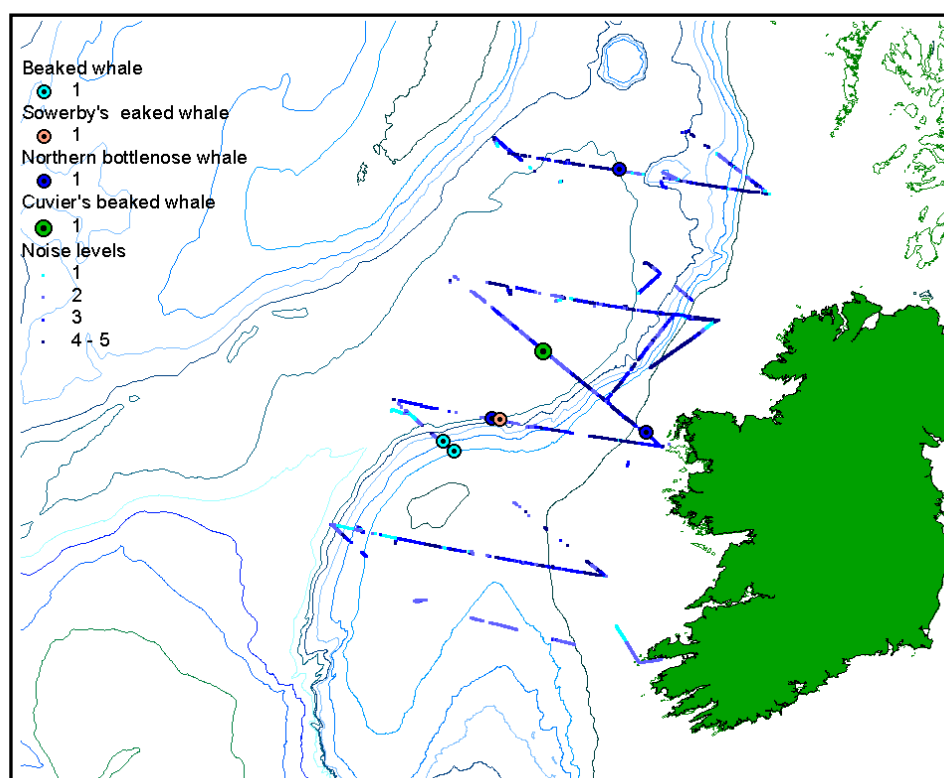 Beaked whale
1
Sowerby's eaked whale
1
Northern bottlenose whale
1
Cuvier's beaked whale
1
Noise levels
1
2
3
4 - 5